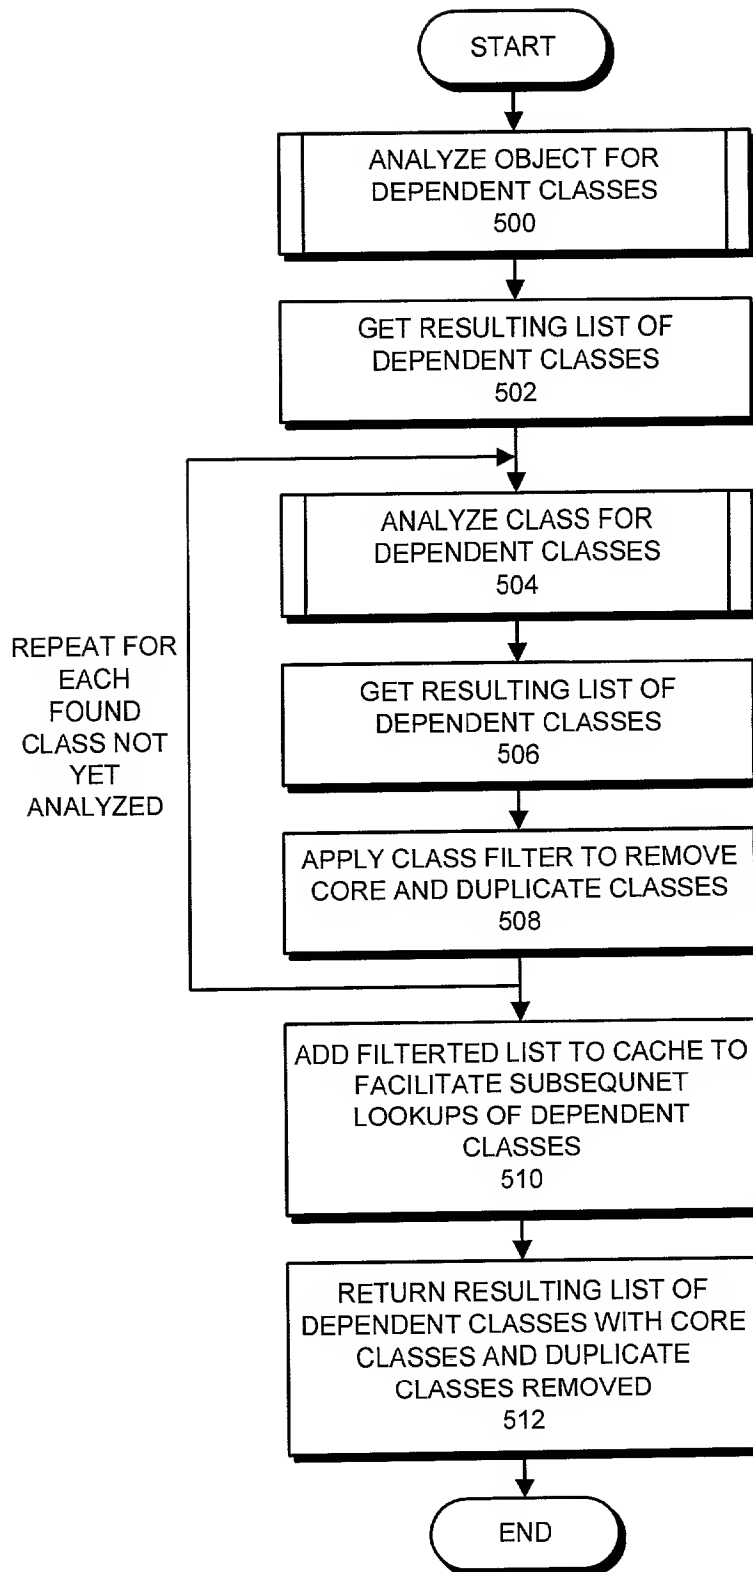 START
ANALYZE OBJECT FOR
DEPENDENT CLASSES
500
GET RESULTING LIST OF
DEPENDENT CLASSES
502
ANALYZE CLASS FOR
DEPENDENT CLASSES
504
REPEAT FOR
EACH
FOUND
CLASS NOT
YET
ANALYZED
GET RESULTING LIST OF
DEPENDENT CLASSES
506
APPLY CLASS FILTER TO REMOVE
CORE AND DUPLICATE CLASSES
508
ADD FILTERTED LIST TO CACHE TO
FACILITATE SUBSEQUNET
LOOKUPS OF DEPENDENT
CLASSES
510
RETURN RESULTING LIST OF
DEPENDENT CLASSES WITH CORE
CLASSES AND DUPLICATE
CLASSES REMOVED
512
END